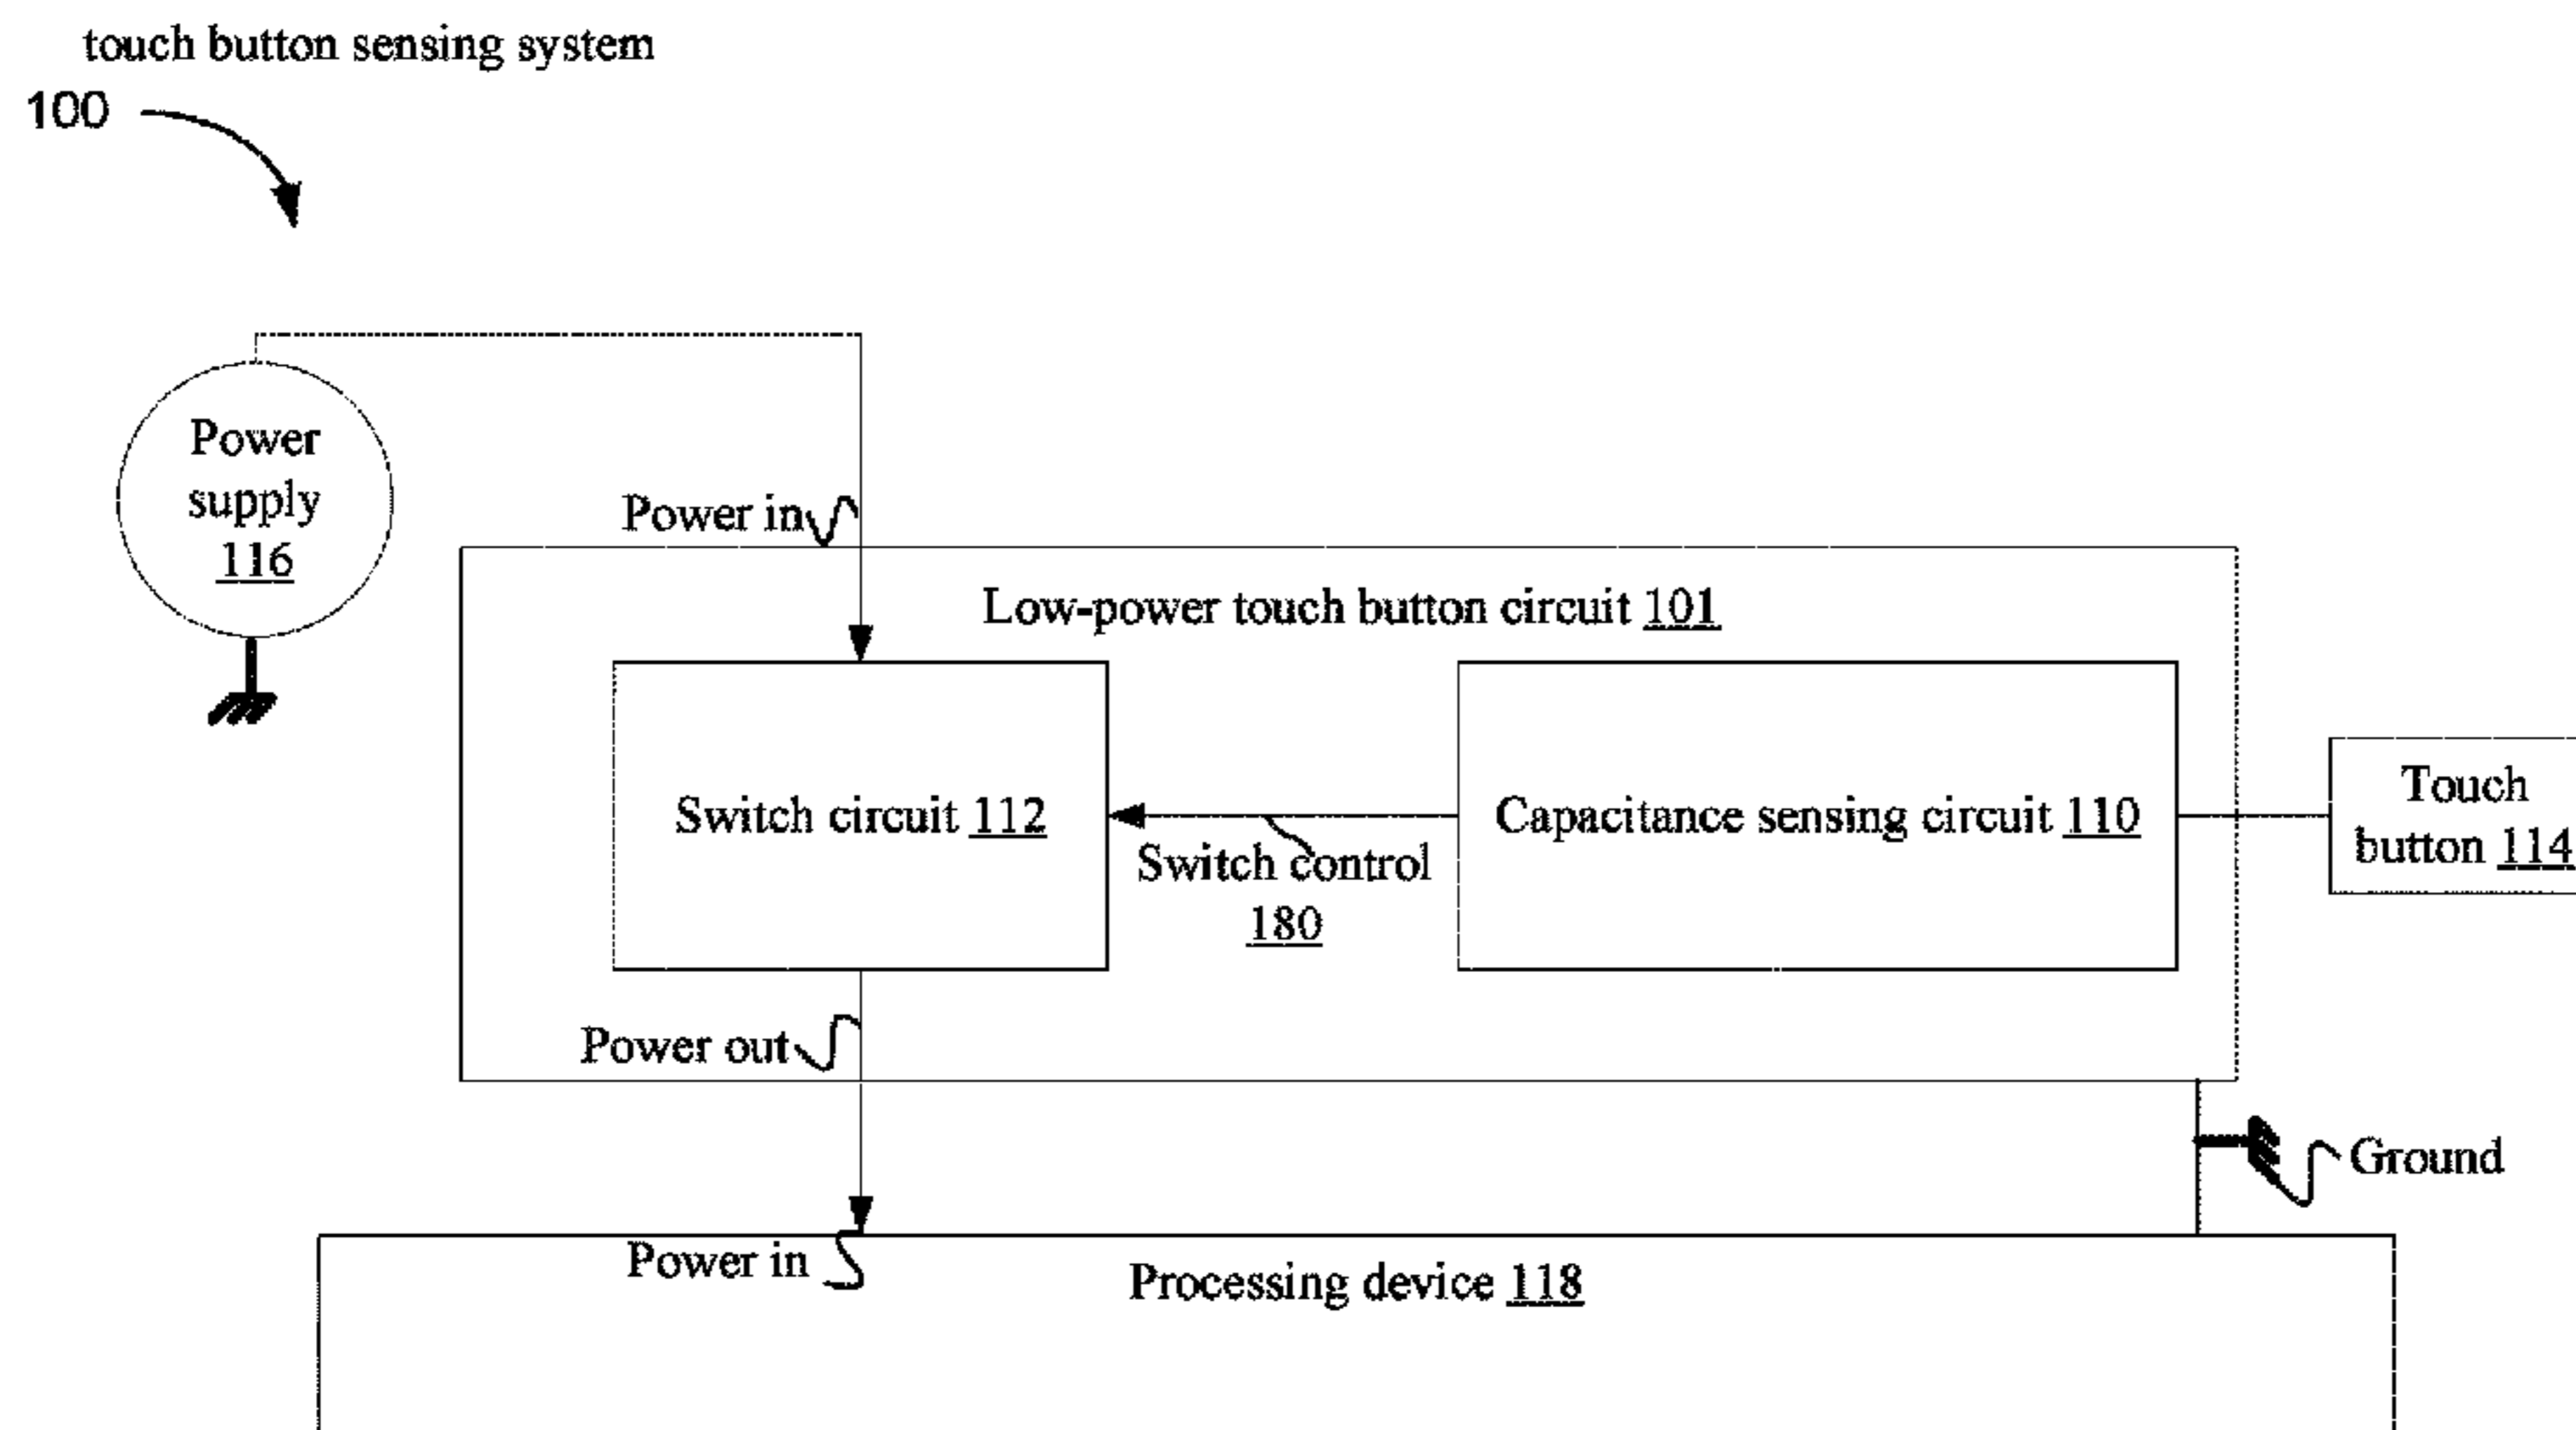 touch button sensing system
100
Power
supply
116
Power in
Low-power touch button circuit 101
Switch circuit 112
Capacitance sensing circuit 110
Touch
button 114
Switch control
180
Power out
Ground
Power in
Processing device 118